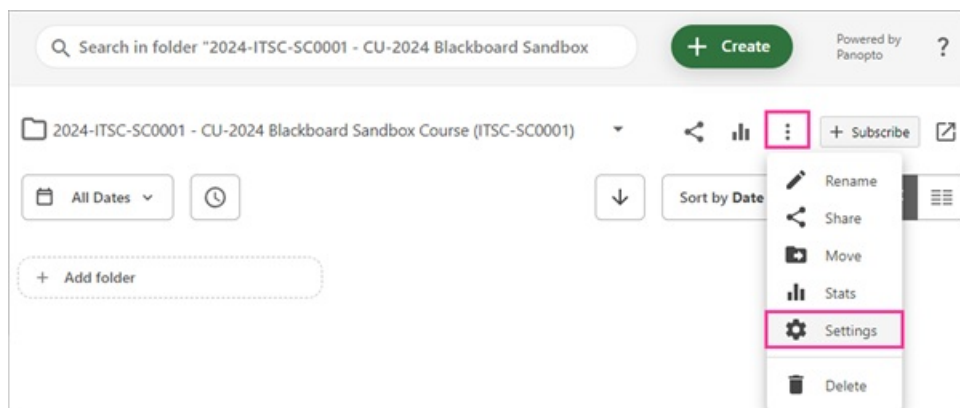 Search in folder "2024-ITSC-SC0001 - CU-2024 Blackboard Sandbox
+ Create
Powered by
Panopto
?
2024-ITSC-SC0001 - CU-2024 Blackboard Sandbox Course (ITSC-SC0001)
+ Subscribe
All Dates
Sort by Date
Rename
Share
Move
+ Add folder
Stats
Settings
Delete